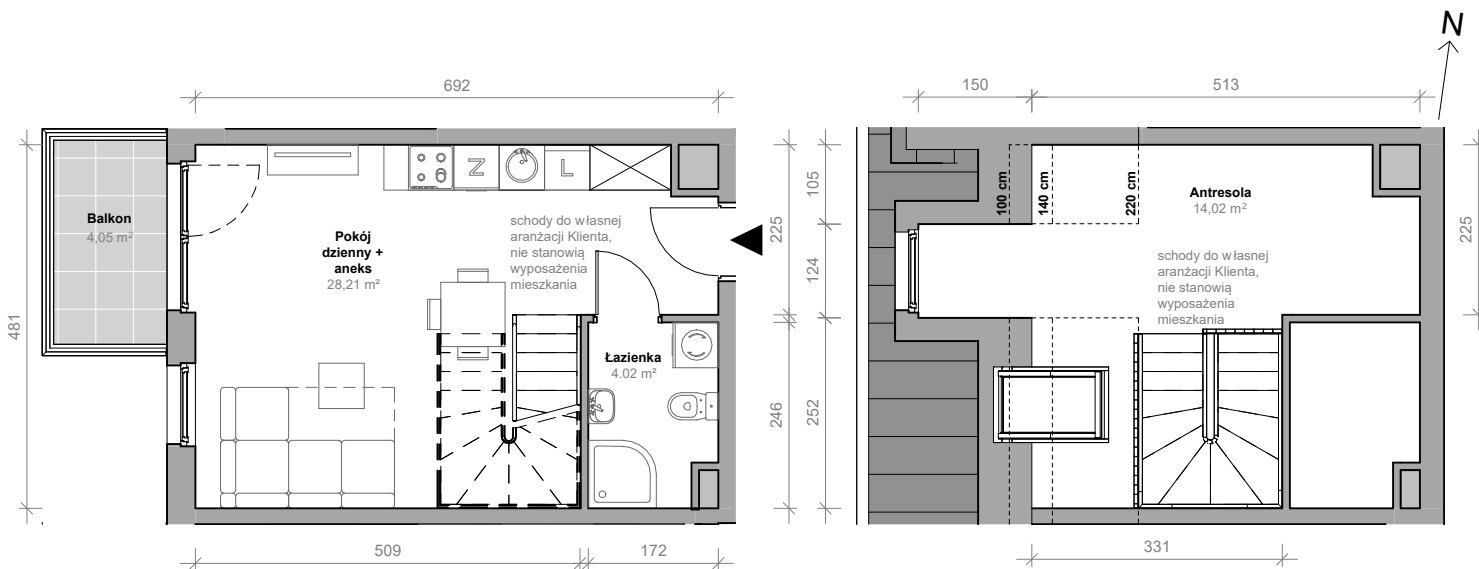 N
692
150
513
Balkon
4,05 m²
Z
L
Pokój
dzienny +
aneks
28,21 m²
schody do własnej
aranżacji Klienta,
nie stanowią
wyposażenia
mieszkania
Łazienka
4.02 m²
481
225
246
105
124
252
100 cm
140 cm
220 cm
Antresola
14,02 m²
schody do własnej
aranżacji Klienta,
nie stanowią
wyposażenia
mieszkania
225
509
172
331